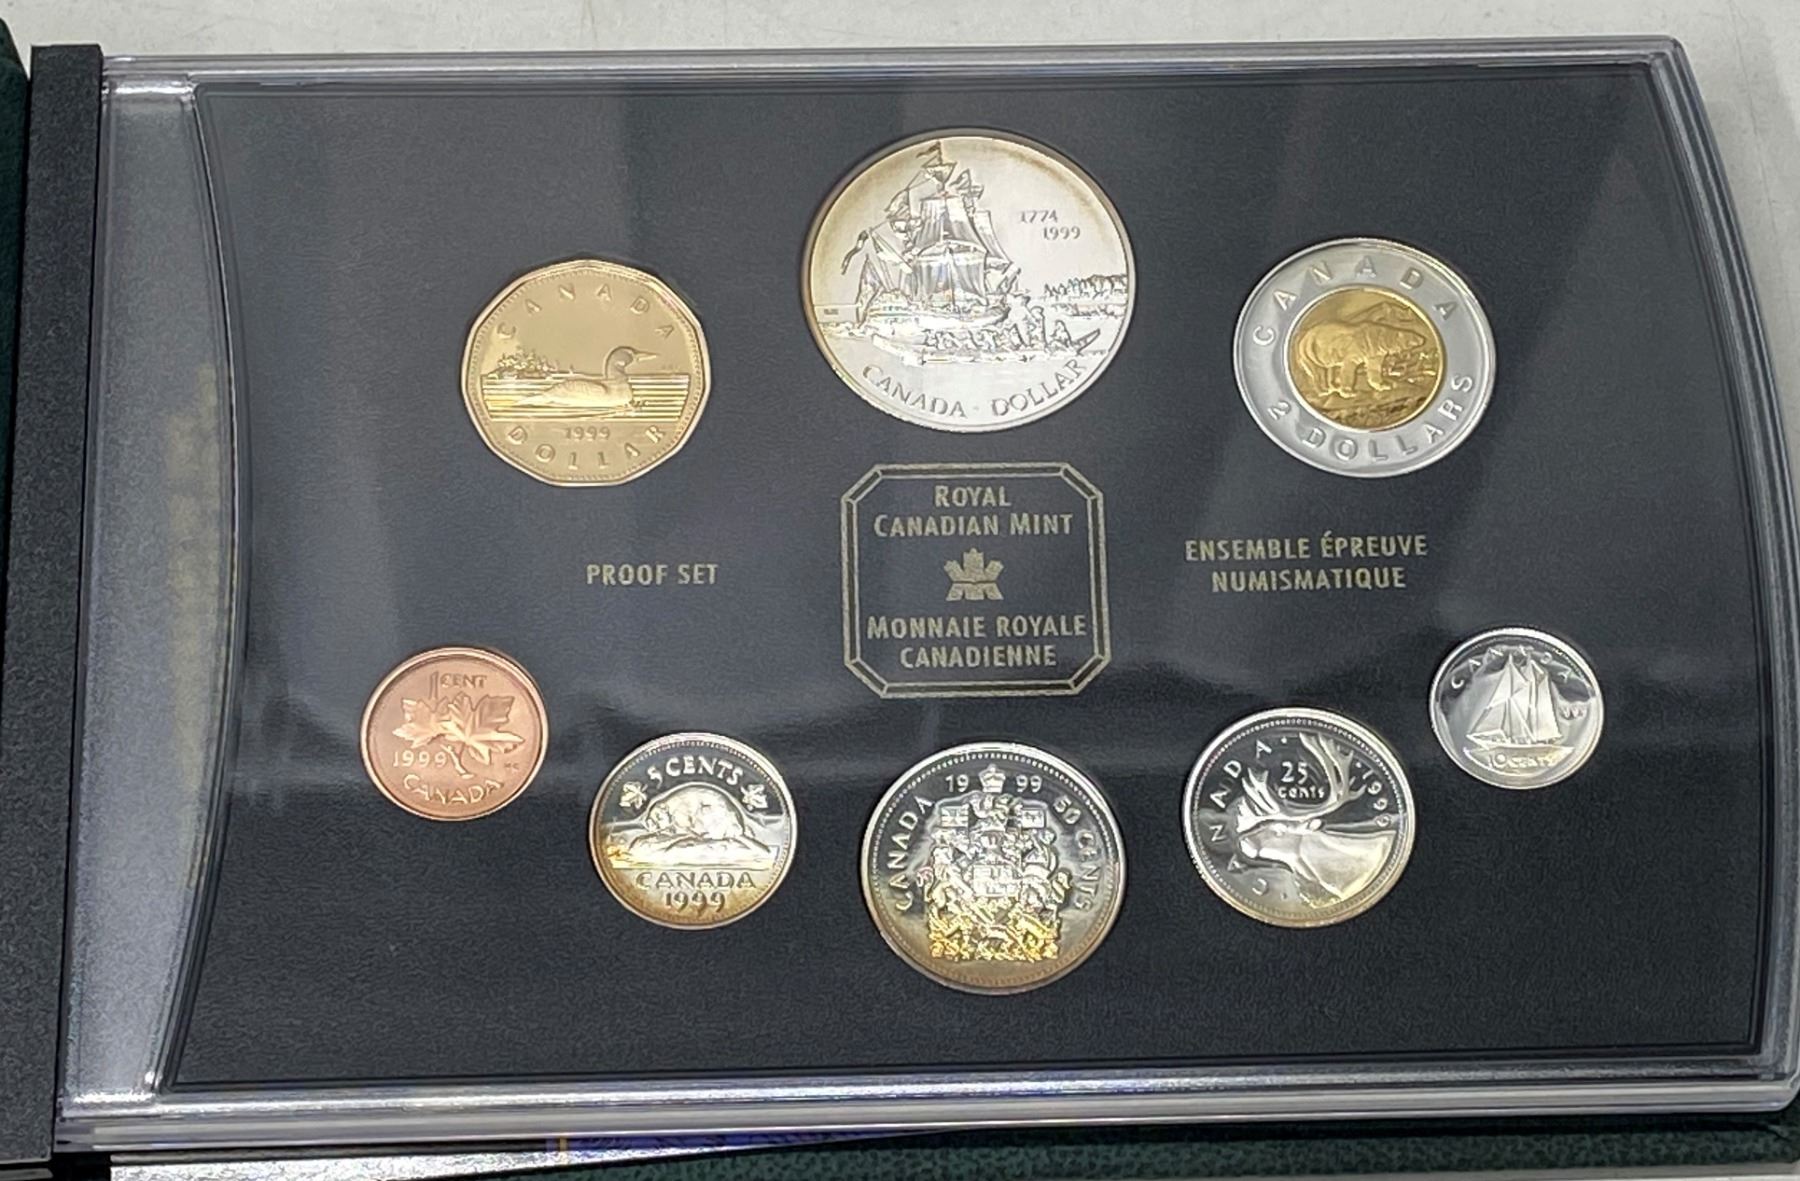 1774
1999
CANADA · DOLLAR
CANADA
1999
DOLLAR
CANADA
2 DOLLARS
ROYAL
CANADIAN MINT
MONNAIE ROYALE
CANADIENNE
PROOF SET
ENSEMBLE ÉPREUVE
NUMISMATIQUE
1 CENT
1999
CANADA
5 CENTS
CANADA
1999
19 99
CANADA
50 CENTS
CANADA · 1999
25
cents
CANADA
10 CENTS